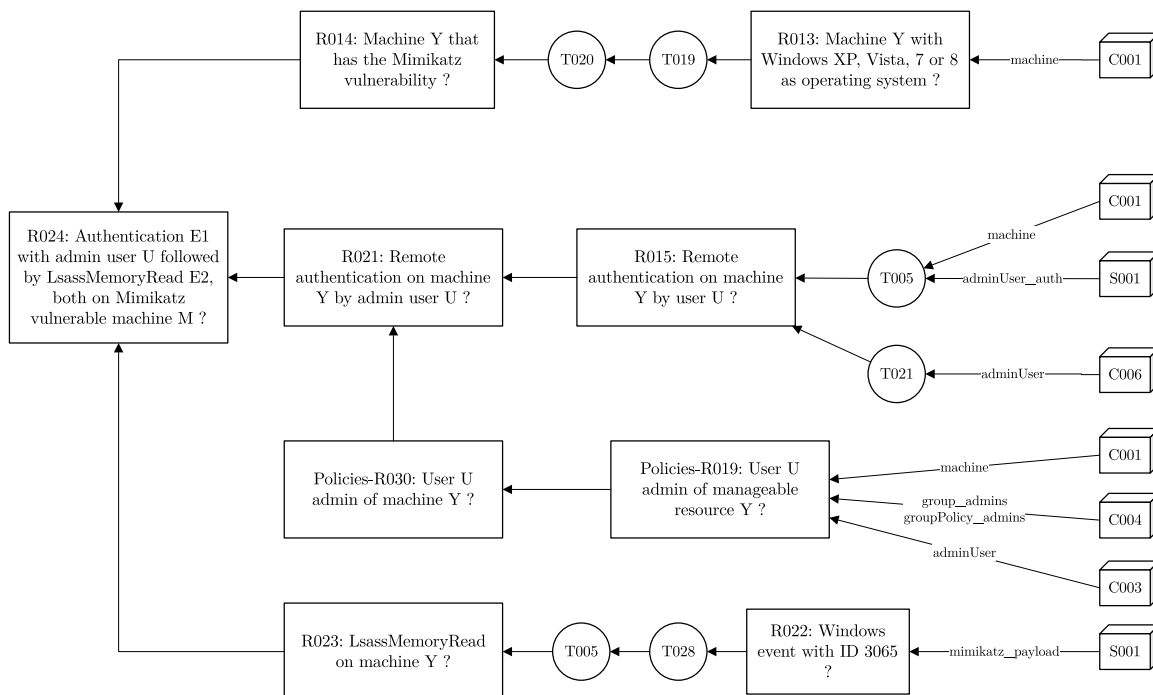 R014: Machine Y that
has the Mimikatz
vulnerability ?
T020
T019
R013: Machine Y with
Windows XP, Vista, 7 or 8
as operating system ?
machine
C001
R024: Authentication E1
with admin user U followed
by LsassMemoryRead E2,
both on Mimikatz
vulnerable machine M ?
R021: Remote
authentication on machine
Y by admin user U ?
R015: Remote
authentication on machine
Y by user U ?
T005
machine
C001
adminUser_auth
S001
T021
adminUser
C006
Policies-R030: User U
admin of machine Y ?
Policies-R019: User U
admin of manageable
resource Y ?
machine
C001
group_admins
groupPolicy_admins
C004
adminUser
C003
R023: LsassMemoryRead
on machine Y ?
T005
T028
R022: Windows
event with ID 3065
?
mimikatz_payload
S001